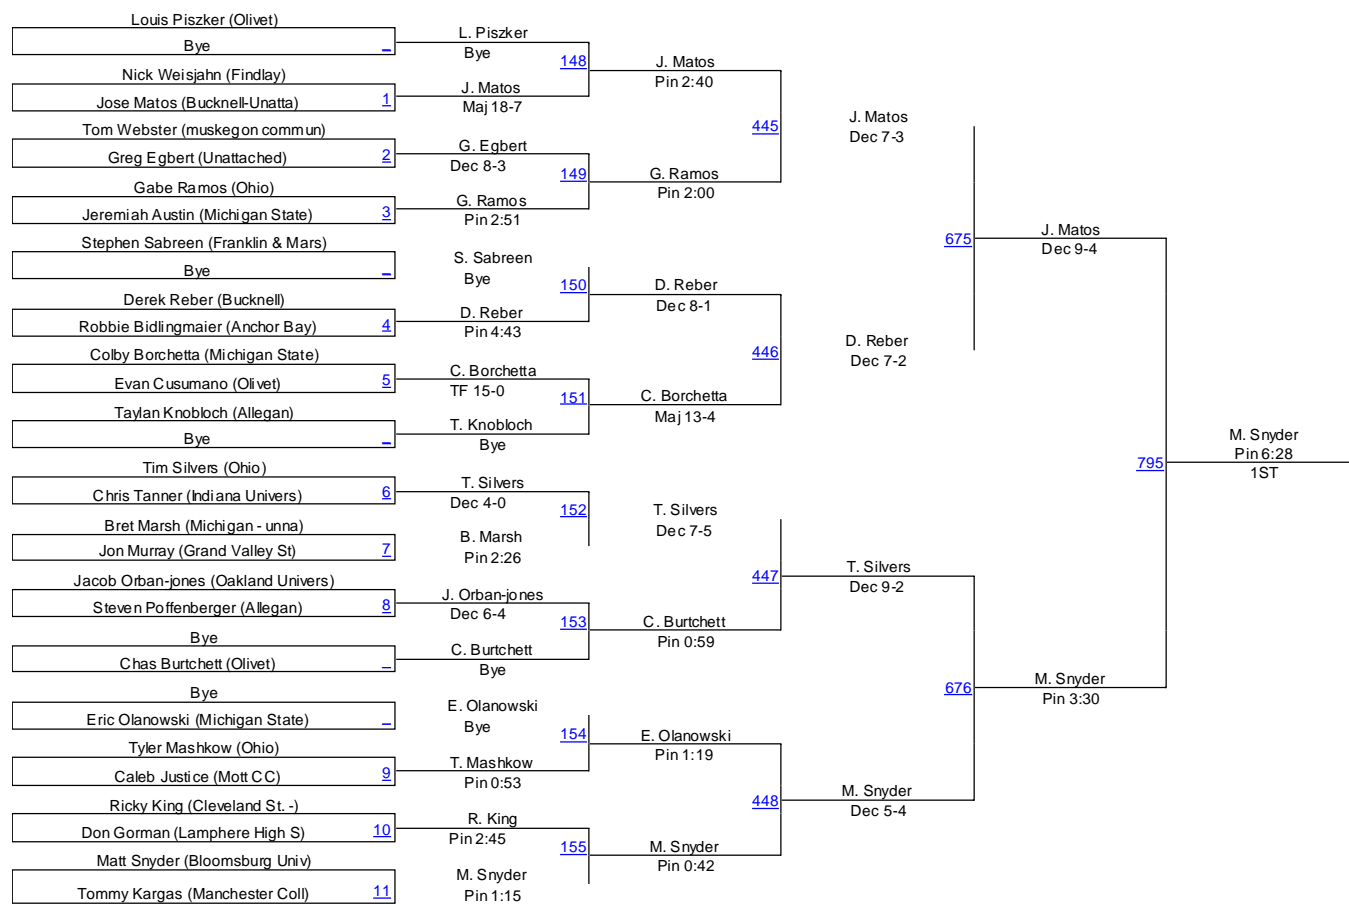 Louis Piszker (Olivet)
Bye
Nick Weisjahn (Findlay)
Jose Matos (Bucknell-Unatta)
1
Tom Webster (muskegon commun)
Greg Egbert (Unattached)
2
Gabe Ramos (Ohio)
Jeremiah Austin (Michigan State)
3
Stephen Sabreen (Franklin & Mars)
Bye
Derek Reber (Bucknell)
Robbie Bidlingmaier (Anchor Bay)
4
Colby Borchetta (Michigan State)
Evan Cusumano (Olivet)
5
Taylan Knobloch (Allegan)
Bye
Tim Silvers (Ohio)
Chris Tanner (Indiana Univers)
6
Bret Marsh (Michigan - unna)
Jon Murray (Grand Valley St)
7
Jacob Orban-jones (Oakland Univers)
Steven Poffenberger (Allegan)
8
Bye
Chas Burtchett (Olivet)
Bye
Eric Olanowski (Michigan State)
Tyler Mashkow (Ohio)
Caleb Justice (Mott CC)
9
Ricky King (Cleveland St. -)
Don Gorman (Lamphere High S)
10
Matt Snyder (Bloomsburg Univ)
Tommy Kargas (Manchester Coll)
11
L. Piszker
Bye
148
J. Matos
Maj 18-7
G. Egbert
Dec 8-3
149
G. Ramos
Pin 2:51
S. Sabreen
Bye
150
D. Reber
Pin 4:43
C. Borchetta
TF 15-0
151
T. Knobloch
Bye
T. Silvers
Dec 4-0
152
B. Marsh
Pin 2:26
J. Orban-jones
Dec 6-4
153
C. Burtchett
Bye
E. Olanowski
Bye
154
T. Mashkow
Pin 0:53
R. King
Pin 2:45
155
M. Snyder
Pin 1:15
J. Matos
Pin 2:40
445
G. Ramos
Pin 2:00
D. Reber
Dec 8-1
446
C. Borchetta
Maj 13-4
T. Silvers
Dec 7-5
447
C. Burtchett
Pin 0:59
E. Olanowski
Pin 1:19
448
M. Snyder
Pin 0:42
J. Matos
Dec 7-3
675
D. Reber
Dec 7-2
T. Silvers
Dec 9-2
676
M. Snyder
Dec 5-4
J. Matos
Dec 9-4
795
M. Snyder
Pin 3:30
M. Snyder
Pin 6:28
1ST